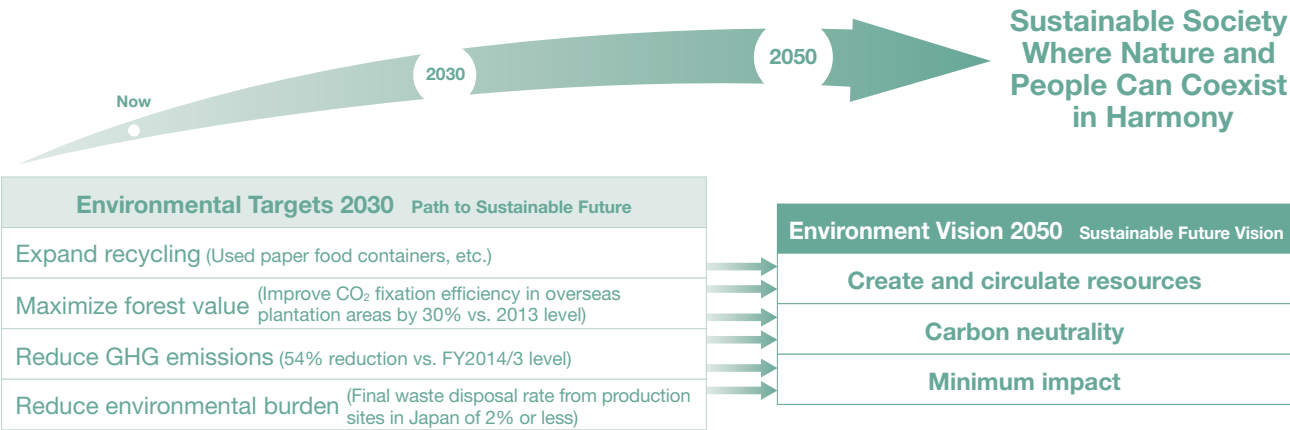 Sustainable Society
Where Nature and
People Can Coexist
in Harmony
2050
2030
Now
Environmental Targets 2030 Path to Sustainable Future
Expand recycling (Used paper food containers, etc.)
Maximize forest value (Improve CO₂ fixation efficiency in overseas
plantation areas by 30% vs. 2013 level)
Reduce GHG emissions (54% reduction vs. FY2014/3 level)
Reduce environmental burden (Final waste disposal rate from production
sites in Japan of 2% or less)
Environment Vision 2050 Sustainable Future Vision
Create and circulate resources
Carbon neutrality
Minimum impact